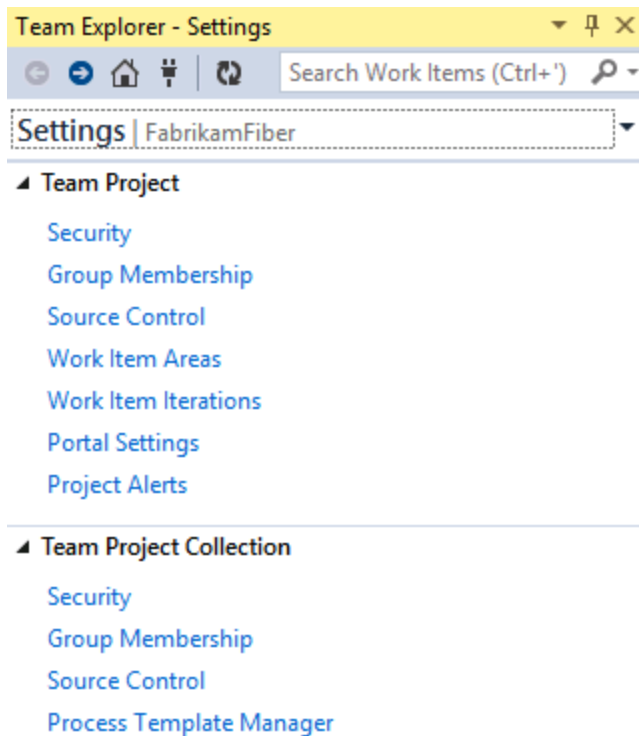 Team Explorer - Settings
Search Work Items (Ctrl+')
Settings | FabrikamFiber
Team Project
Security
Group Membership
Source Control
Work Item Areas
Work Item Iterations
Portal Settings
Project Alerts
Team Project Collection
Security
Group Membership
Source Control
Process Template Manager